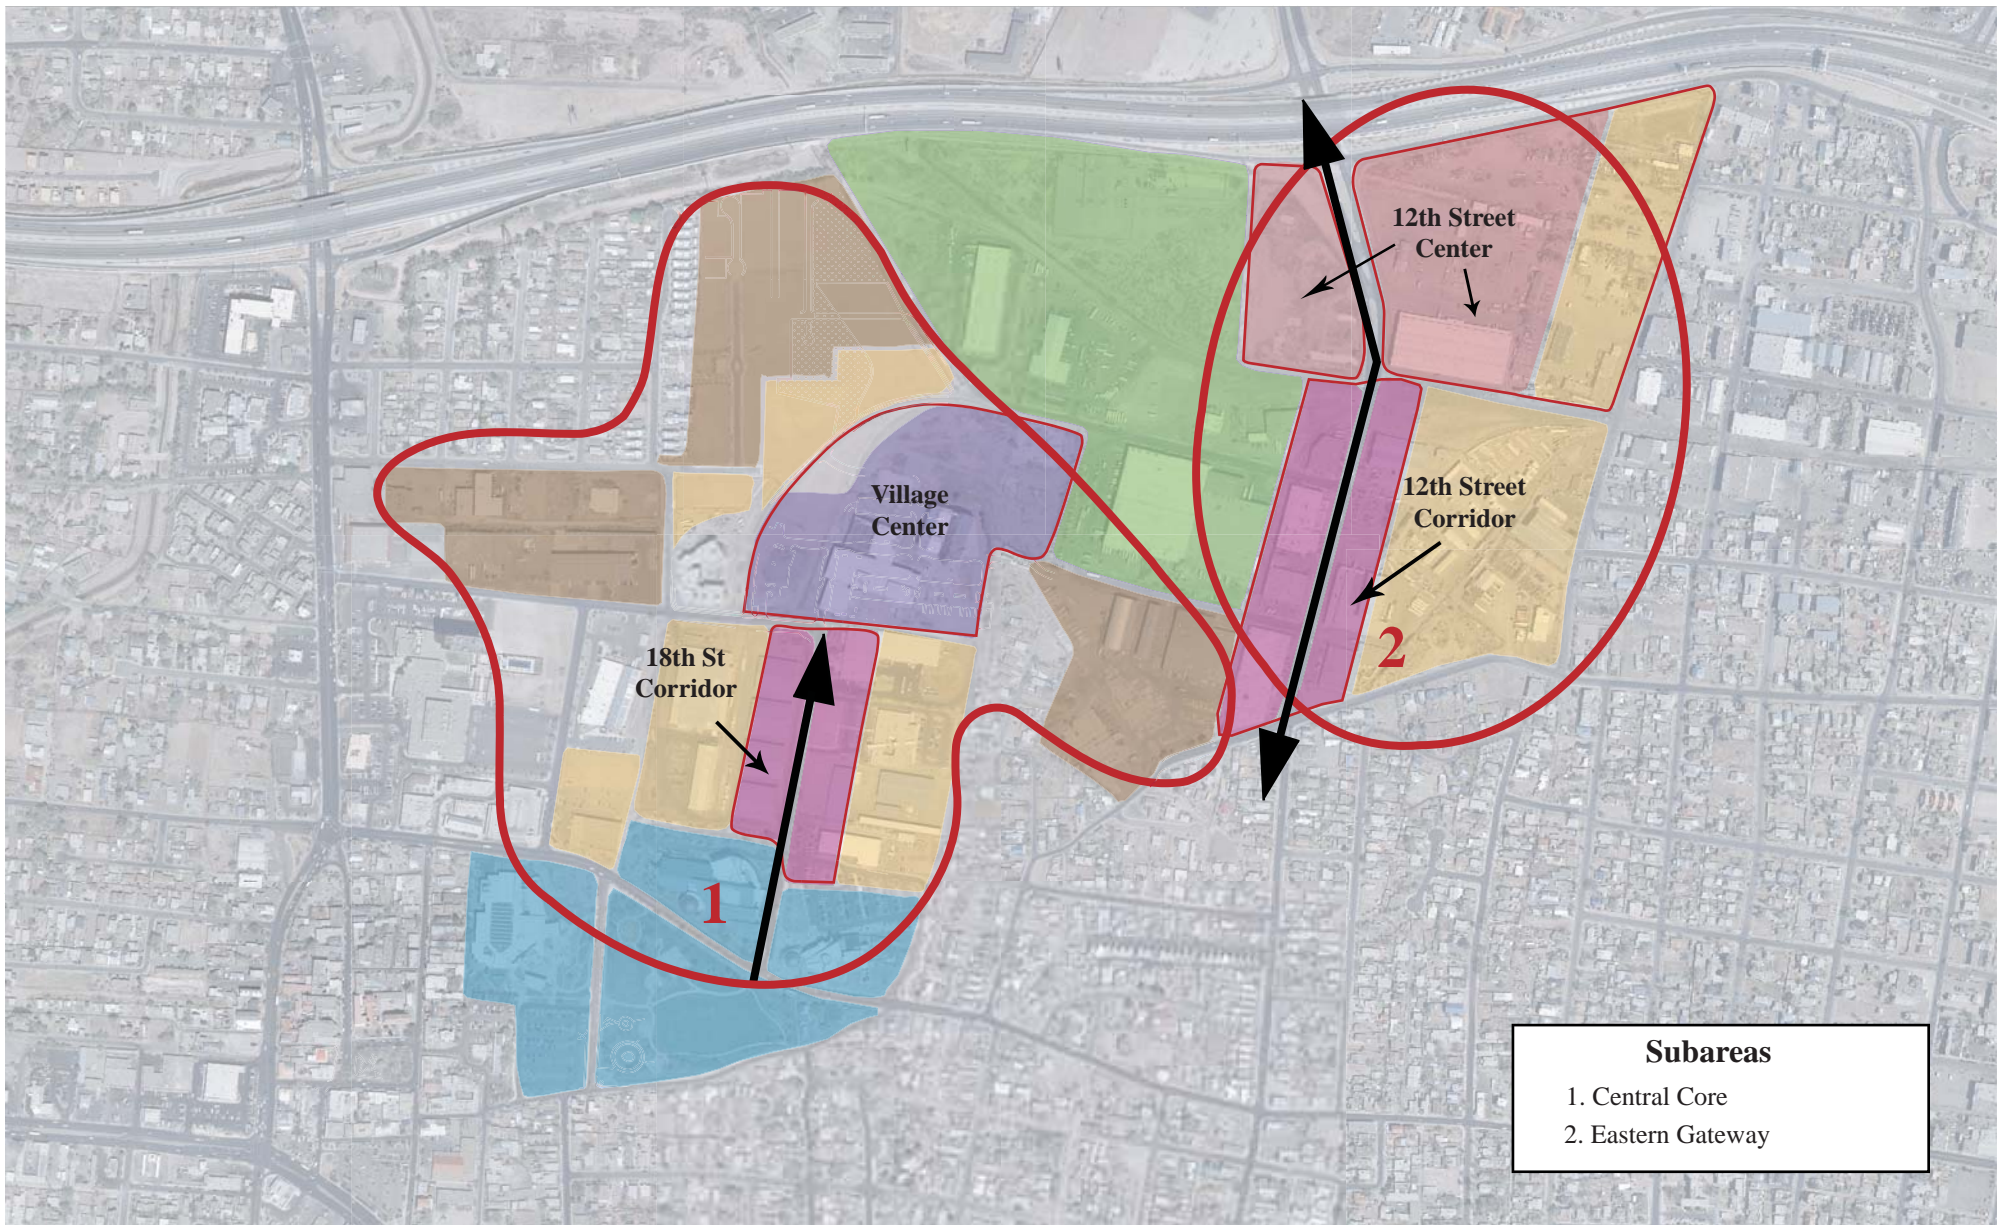 12th Street
Center
Village
Center
12th Street
Corridor
18th St
Corridor
2
1
Subareas
1. Central Core
2. Eastern Gateway